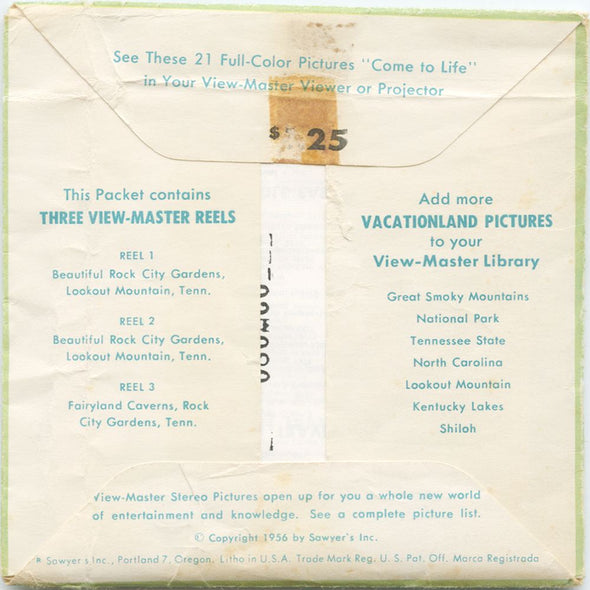 See These 21 Full-Color Pictures "Come to Life"
in Your View-Master Viewer or Projector
25
This Packet contains
THREE VIEW-MASTER REELS
REEL 1
Beautiful Rock City Gardens,
Lookout Mountain, Tenn.
REEL 2
Beautiful Rock City Gardens,
Lookout Mountain, Tenn.
REEL 3
Fairyland Caverns, Rock
City Gardens, Tenn.
Add more
VACATIONLAND PICTURES
to your
View-Master Library
Great Smoky Mountains
National Park
Tennessee State
North Carolina
Lookout Mountain
Kentucky Lakes
Shiloh
View-Master Stereo Pictures open up for you a whole new world
of entertainment and knowledge. See a complete picture list.
© Copyright 1956 by Sawyer's Inc.
® Sawyer's Inc., Portland 7, Oregon. Litho in U.S.A. Trade Mark Reg. U.S. Pat. Off. Marca Registrada